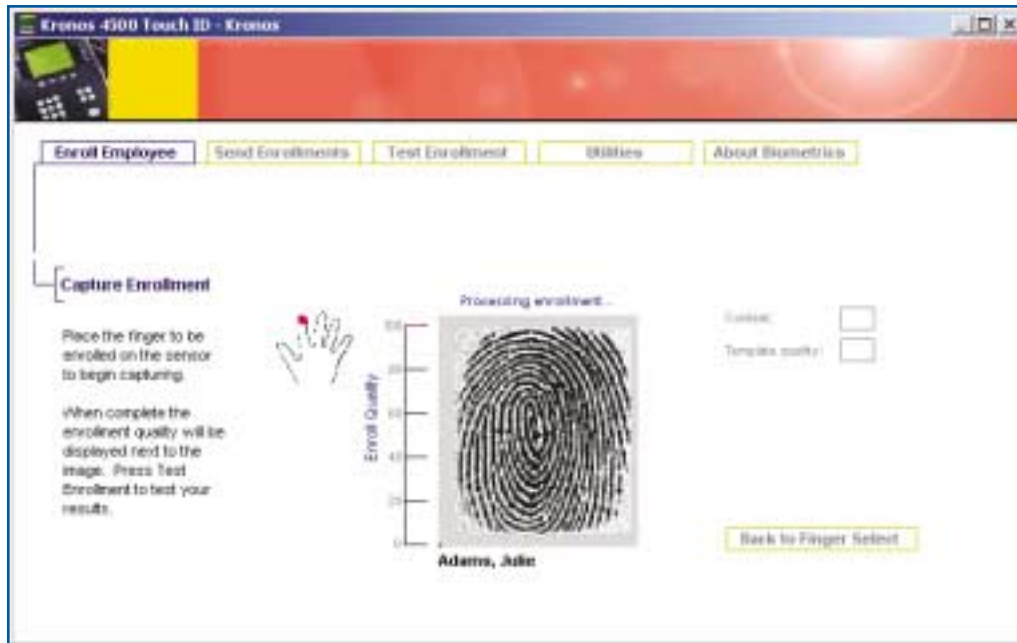 Kronos 4500 Touch ID - Kronos
Enroll Employee
Send Enrollments
Test Enrollment
Utilities
About Biometrics
Capture Enrollment
Place the finger to be
enrolled on the sensor
to begin capturing.
When complete the
enrollment quality will be
displayed next to the
image. Press Test
Enrollment to test your
results.
Processing enrollment...
Enroll Quality
100
80
60
40
20
0
Adams, Julie
Content:
Template quality:
Back to Finger Select